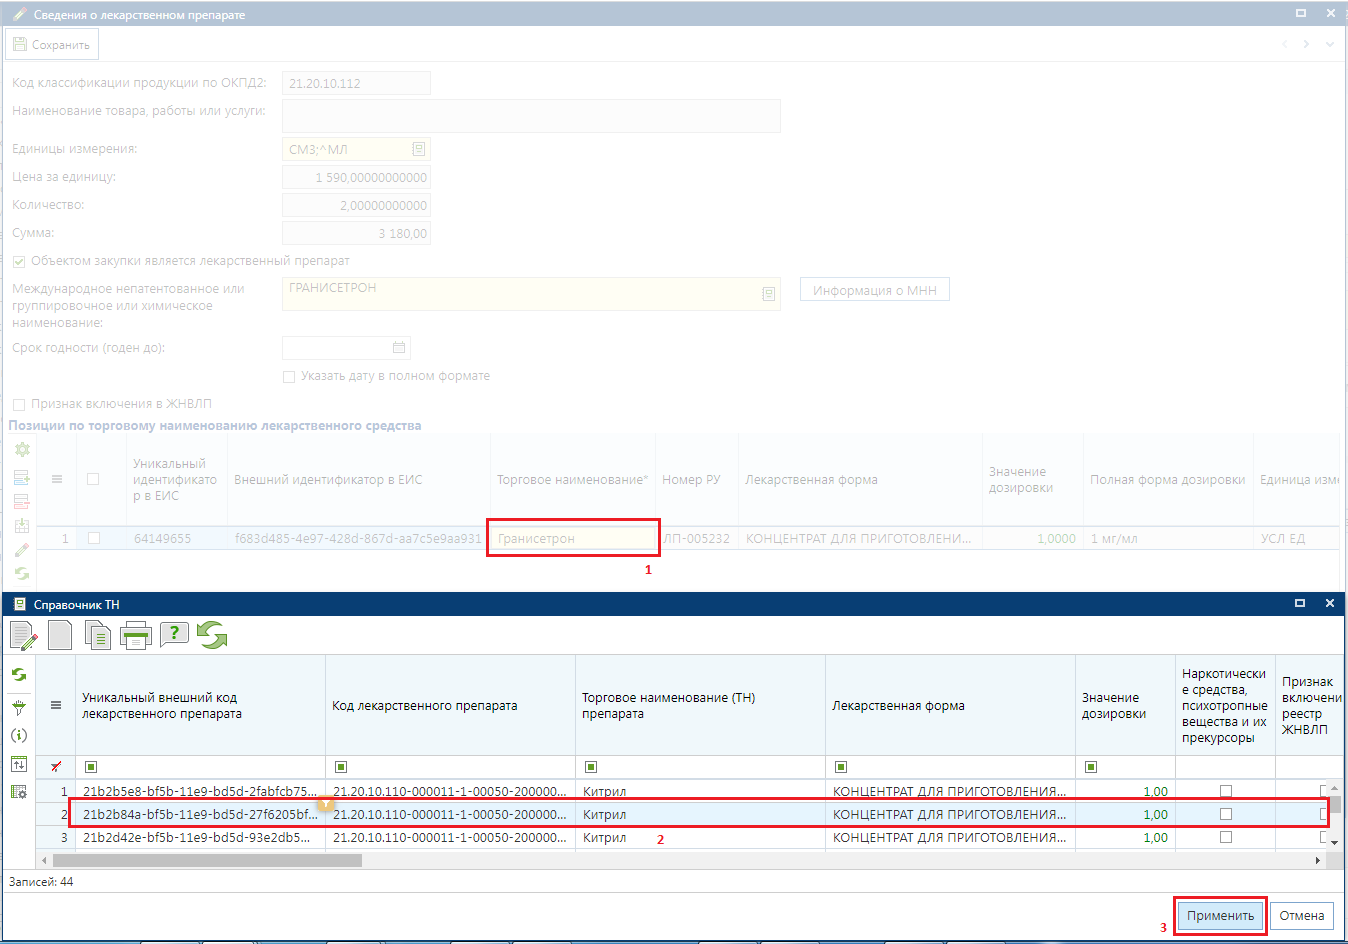 Сведения о лекарственном препарате
Сохранить
Код классификации продукции по ОКПД2: 21.20.10.112
Наименование товара, работы или услуги:
Единицы измерения: СМ3;^МЛ
Цена за единицу: 1 590,00000000000
Количество: 2,00000000000
Сумма: 3 180,00
Объектом закупки является лекарственный препарат
Международное непатентованное или
группировочное или химическое
наименование:
ГРАНИСЕТРОН
Информация о МНН
Срок годности (годен до):
Указать дату в полном формате
Признак включения в ЖНВЛП
Позиции по торговому наименованию лекарственного средства
Уникальный
идентификато
р в ЕИС
Внешний идентификатор в ЕИС
Торговое наименование*
Номер РУ
Лекарственная форма
Значение
дозировки
Полная форма дозировки
Единица изме
1 64149655 f683d485-4e97-428d-867d-aa7c5e9aa931 Гранисетрон ЛП-005232 КОНЦЕНТРАТ ДЛЯ ПРИГОТОВЛЕНИ... 1,0000 1 мг/мл УСЛ ЕД
1
Справочник ТН
Уникальный внешний код
лекарственного препарата
Код лекарственного препарата
Торговое наименование (ТН)
препарата
Лекарственная форма
Значение
дозировки
Наркотически
е средства,
психотропные
вещества и их
прекурсоры
Признак
включени
реестр
ЖНВЛП
1 21b2b5e8-bf5b-11e9-bd5d-2fabfcb75... 21.20.10.110-000011-1-00050-200000... Китрил КОНЦЕНТРАТ ДЛЯ ПРИГОТОВЛЕНИЯ... 1,00
2 21b2b84a-bf5b-11e9-bd5d-27f6205bf... 21.20.10.110-000011-1-00050-200000... Китрил КОНЦЕНТРАТ ДЛЯ ПРИГОТОВЛЕНИЯ... 1,00
3 21b2d42e-bf5b-11e9-bd5d-93e2db5... 21.20.10.110-000011-1-00050-200000... Китрил КОНЦЕНТРАТ ДЛЯ ПРИГОТОВЛЕНИЯ... 1,00
2
Записей: 44
3
Применить
Отмена